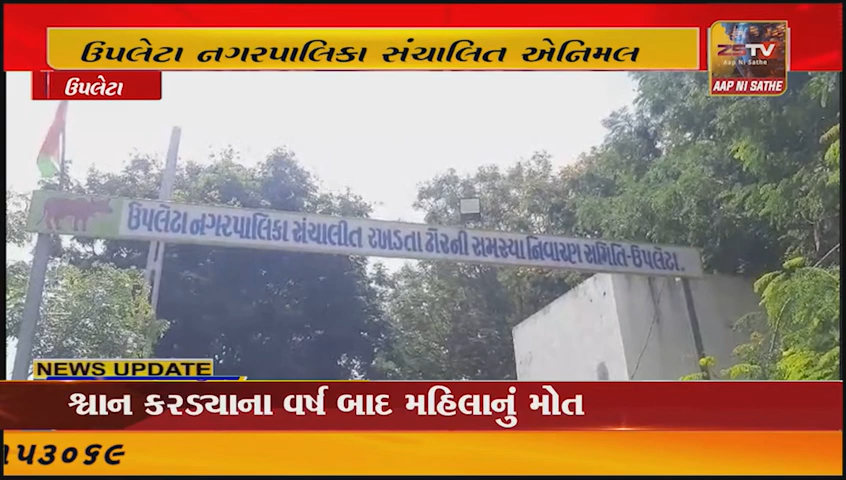 ઉપલેટા નગરપાલિકા સંચાલિત એનિમલ
ZSTV
Aap Ni Sathe
AAP NI SATHE
ઉપલેટા
ઉપલેટા નગરપાલિકા સંચાલીત રખડતા ઢોરની સમસ્યા નિવારણ સમિતિ-ઉપલેટા.
NEWS UPDATE
શ્વાન કરડ્યાના વર્ષ બાદ મહિલાનું મોત
૫૩૦૬૯